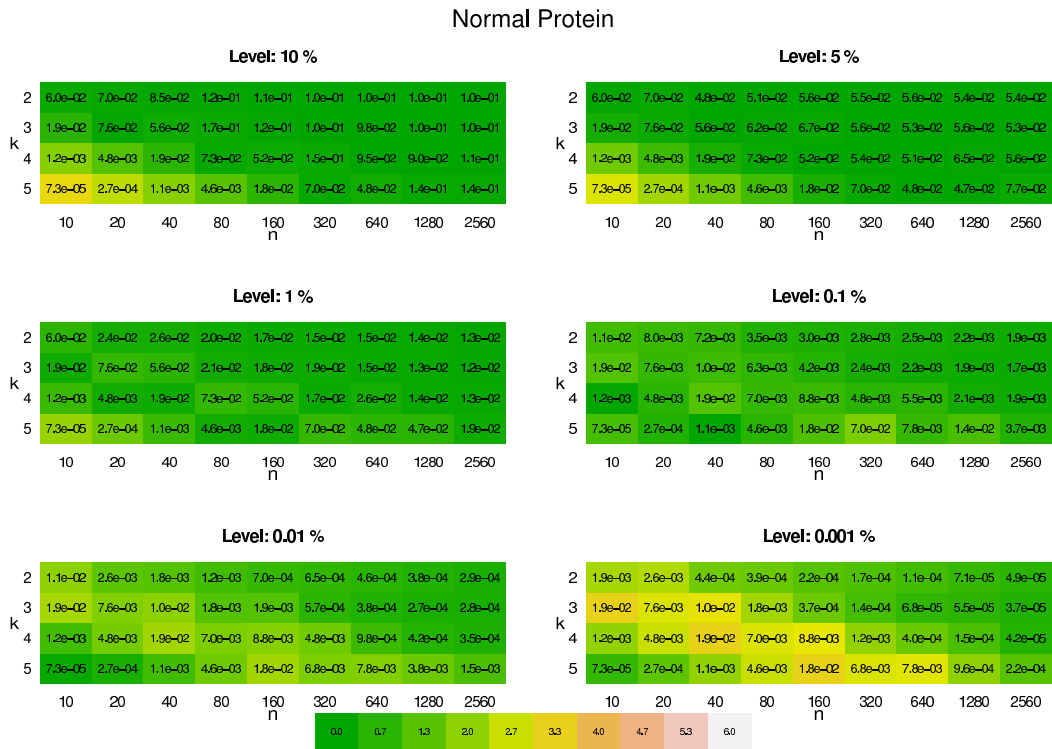 Normal Protein
Level: 10 %
2 6.0e−02 7.0e−02 8.5e−02 1.2e−01 1.1e−01 1.0e−01 1.0e−01 1.0e−01 1.0e−01
3 1.9e−02 7.6e−02 5.6e−02 1.7e−01 1.2e−01 1.0e−01 9.8e−02 1.0e−01 1.0e−01
k
4 1.2e−03 4.8e−03 1.9e−02 7.3e−02 5.2e−02 1.5e−01 9.5e−02 9.0e−02 1.1e−01
5 7.3e−05 2.7e−04 1.1e−03 4.6e−03 1.8e−02 7.0e−02 4.8e−02 1.4e−01 1.4e−01
10 20 40 80 160 320 640 1280 2560
n
Level: 5 %
2 6.0e−02 7.0e−02 4.8e−02 5.1e−02 5.6e−02 5.5e−02 5.6e−02 5.4e−02 5.4e−02
3 1.9e−02 7.6e−02 5.6e−02 6.2e−02 6.7e−02 5.6e−02 5.3e−02 5.6e−02 5.3e−02
k
4 1.2e−03 4.8e−03 1.9e−02 7.3e−02 5.2e−02 5.4e−02 5.1e−02 6.5e−02 5.6e−02
5 7.3e−05 2.7e−04 1.1e−03 4.6e−03 1.8e−02 7.0e−02 4.8e−02 4.7e−02 7.7e−02
10 20 40 80 160 320 640 1280 2560
n
Level: 1 %
2 6.0e−02 2.4e−02 2.6e−02 2.0e−02 1.7e−02 1.5e−02 1.5e−02 1.4e−02 1.3e−02
3 1.9e−02 7.6e−02 5.6e−02 2.1e−02 1.8e−02 1.9e−02 1.5e−02 1.3e−02 1.2e−02
k
4 1.2e−03 4.8e−03 1.9e−02 7.3e−02 5.2e−02 1.7e−02 2.6e−02 1.4e−02 1.3e−02
5 7.3e−05 2.7e−04 1.1e−03 4.6e−03 1.8e−02 7.0e−02 4.8e−02 4.7e−02 1.9e−02
10 20 40 80 160 320 640 1280 2560
n
Level: 0.1 %
2 1.1e−02 8.0e−03 7.2e−03 3.5e−03 3.0e−03 2.8e−03 2.5e−03 2.2e−03 1.9e−03
3 1.9e−02 7.6e−03 1.0e−02 6.3e−03 4.2e−03 2.4e−03 2.2e−03 1.9e−03 1.7e−03
k
4 1.2e−03 4.8e−03 1.9e−02 7.0e−03 8.8e−03 4.8e−03 5.5e−03 2.1e−03 1.9e−03
5 7.3e−05 2.7e−04 1.1e−03 4.6e−03 1.8e−02 7.0e−02 7.8e−03 1.4e−02 3.7e−03
10 20 40 80 160 320 640 1280 2560
n
Level: 0.01 %
2 1.1e−02 2.6e−03 1.8e−03 1.2e−03 7.0e−04 6.5e−04 4.6e−04 3.8e−04 2.9e−04
3 1.9e−02 7.6e−03 1.0e−02 1.8e−03 1.9e−03 5.7e−04 3.8e−04 2.7e−04 2.8e−04
k
4 1.2e−03 4.8e−03 1.9e−02 7.0e−03 8.8e−03 4.8e−03 9.8e−04 4.2e−04 3.5e−04
5 7.3e−05 2.7e−04 1.1e−03 4.6e−03 1.8e−02 6.8e−03 7.8e−03 3.8e−03 1.5e−03
10 20 40 80 160 320 640 1280 2560
n
Level: 0.001 %
2 1.9e−03 2.6e−03 4.4e−04 3.9e−04 2.2e−04 1.7e−04 1.1e−04 7.1e−05 4.9e−05
3 1.9e−02 7.6e−03 1.0e−02 1.8e−03 3.7e−04 1.4e−04 6.8e−05 5.5e−05 3.7e−05
k
4 1.2e−03 4.8e−03 1.9e−02 7.0e−03 8.8e−03 1.2e−03 4.0e−04 1.5e−04 4.2e−05
5 7.3e−05 2.7e−04 1.1e−03 4.6e−03 1.8e−02 6.8e−03 7.8e−03 9.6e−04 2.2e−04
10 20 40 80 160 320 640 1280 2560
n
0.0 0.7 1.3 2.0 2.7 3.3 4.0 4.7 5.3 6.0